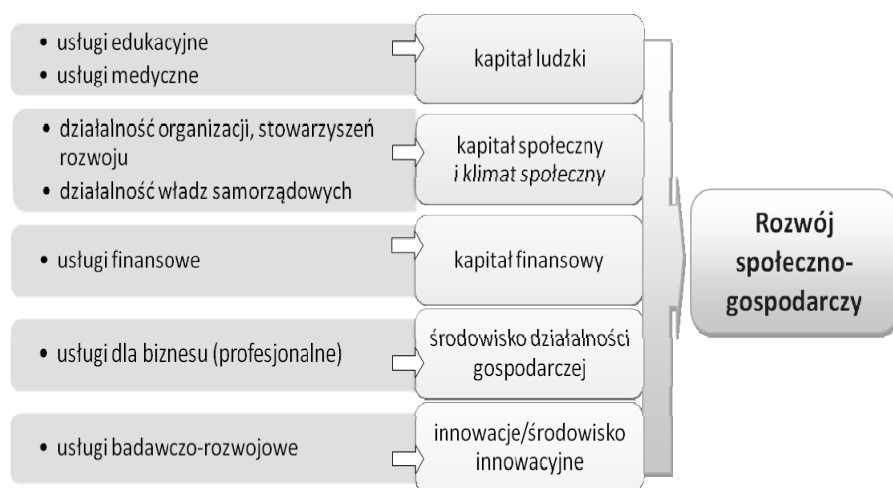 • usługi edukacyjne
• usługi medyczne
kapitał ludzki
• działalność organizacji, stowarzyszeń
rozwoju
• działalność władz samorządowych
kapitał społeczny
i klimat społeczny
• usługi finansowe
kapitał finansowy
• usługi dla biznesu (profesjonalne)
środowisko działalności
gospodarczej
• usługi badawczo-rozwojowe
innowacje/środowisko
innowacyjne
Rozwój
społeczno-
gospodarczy